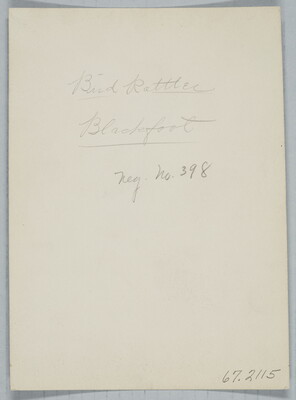 Bird Rattler
Blackfoot
Neg. No. 398
67.2115